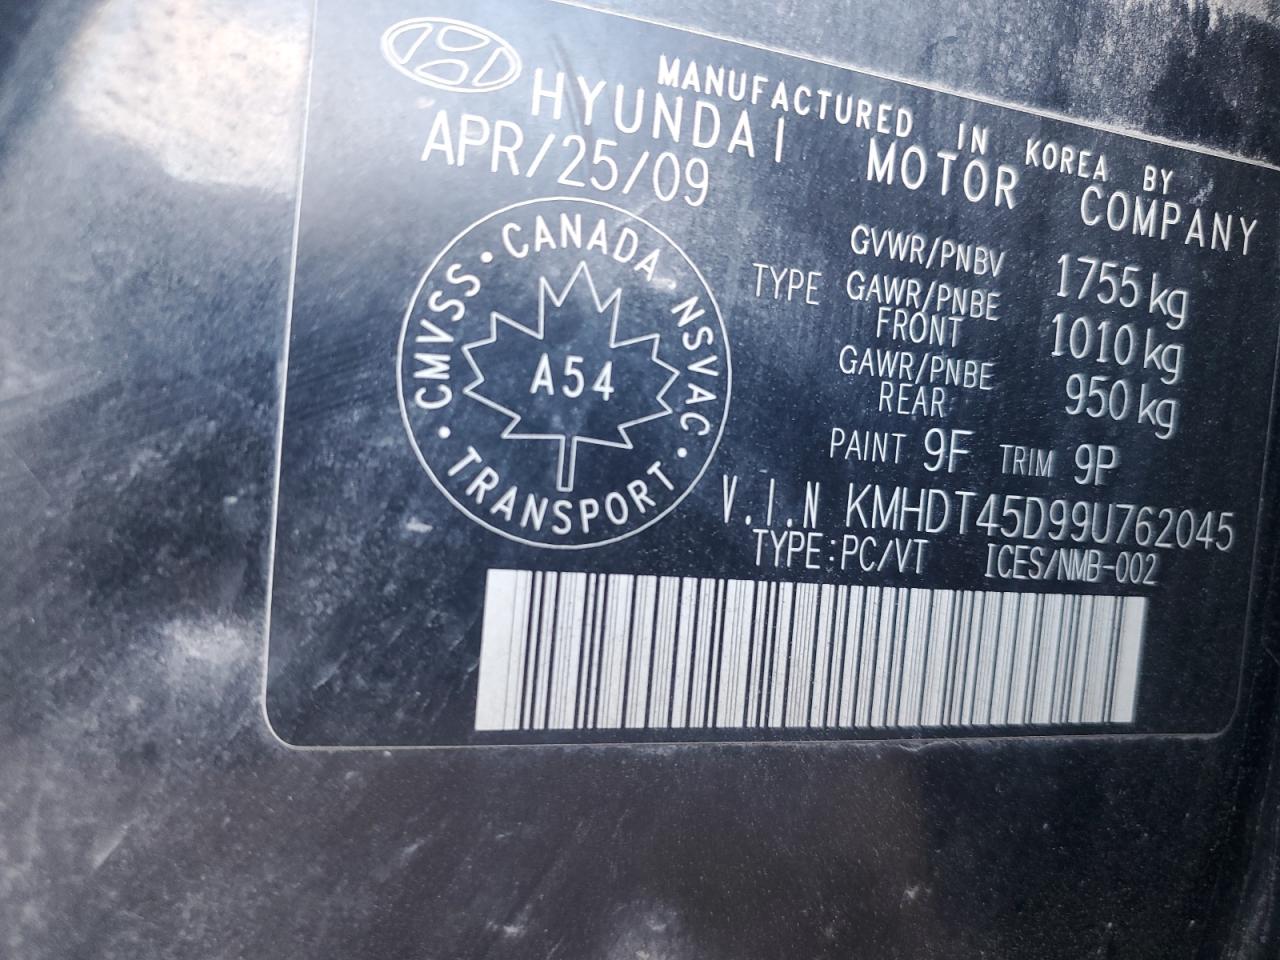 MANUFACTURED IN KOREA BY
HYUNDAI MOTOR COMPANY
APR/25/09
CANADA
CMVSS · NSVAC
A54
· TRANSPORT ·
GVWR/PNBV 1755 kg
TYPE GAWR/PNBE FRONT 1010 kg
GAWR/PNBE REAR 950 kg
PAINT 9F TRIM 9P
V.I.N KMHDT45D99U762045
TYPE:PC/VT ICES/NMB-002